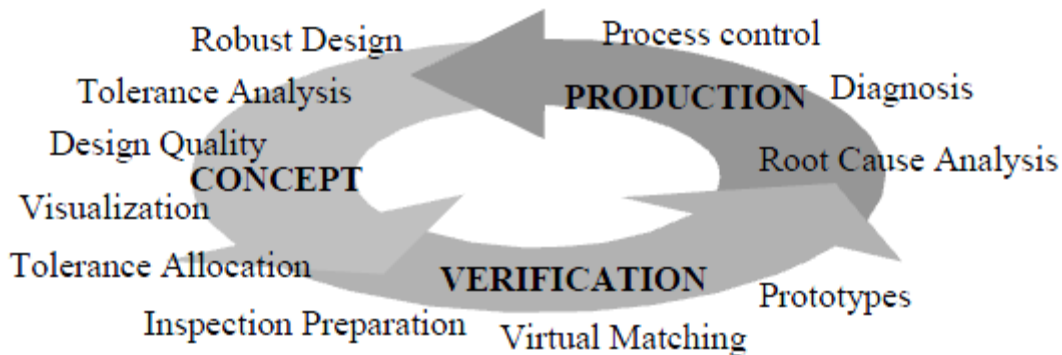 Robust Design
Process control
Tolerance Analysis
PRODUCTION
Diagnosis
Design Quality
Root Cause Analysis
CONCEPT
Visualization
Tolerance Allocation
VERIFICATION
Prototypes
Inspection Preparation
Virtual Matching